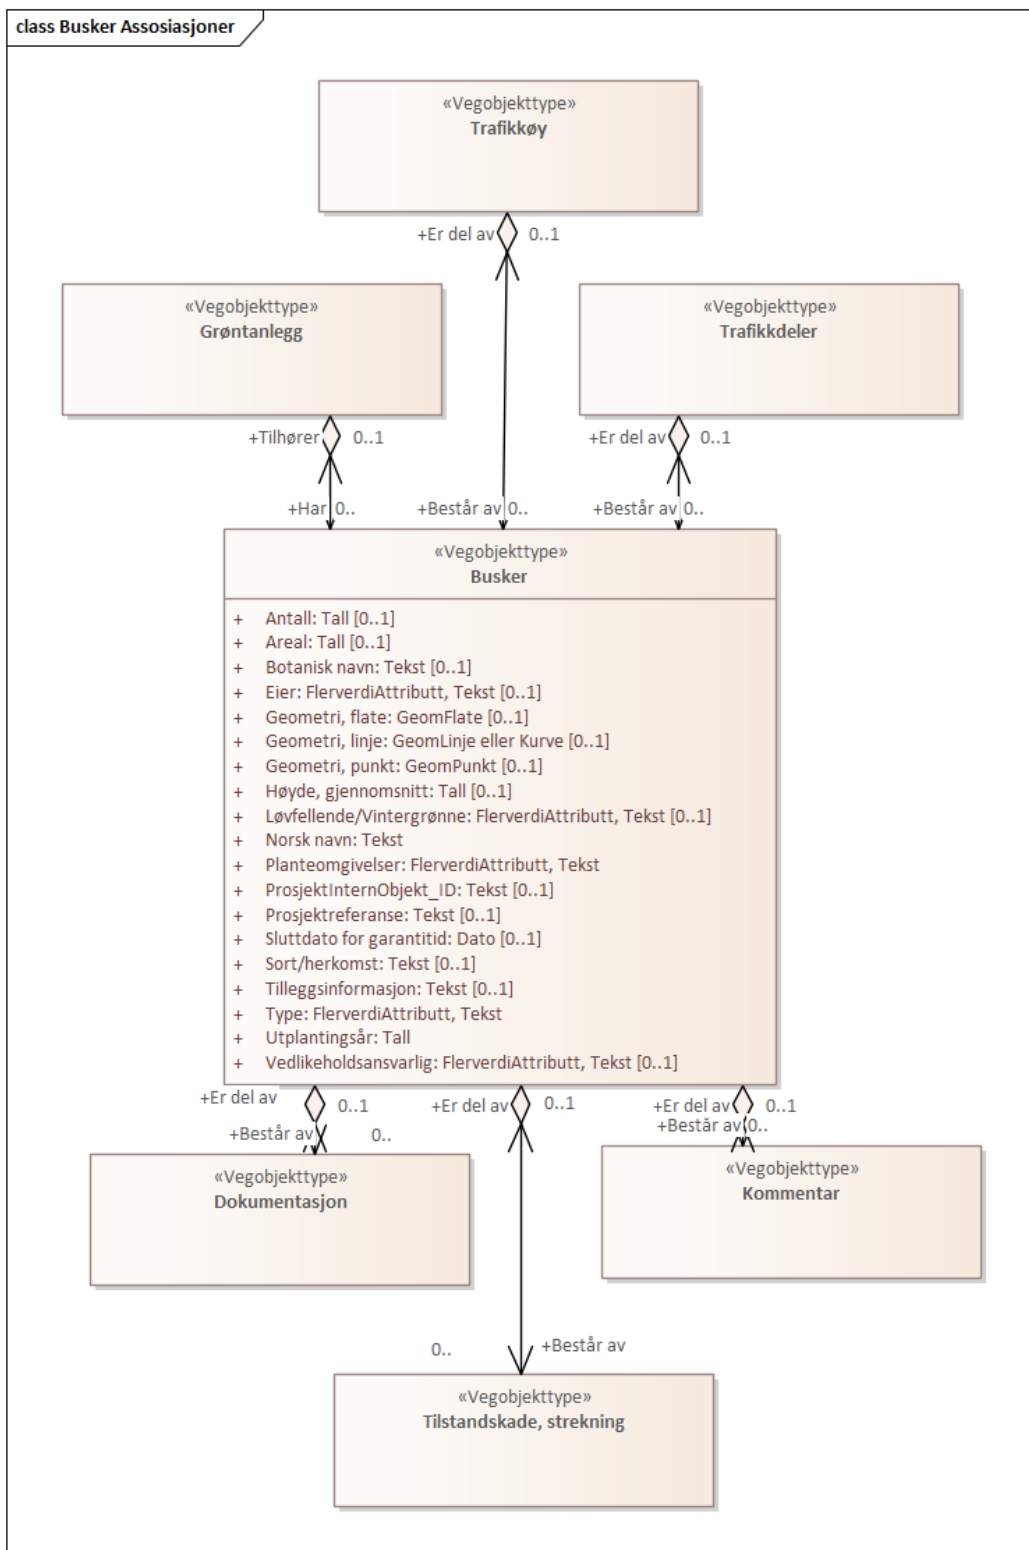 class Busker Assosiasjoner
«Vegobjekttype»
Trafikkøy
+Er del av 0..1
«Vegobjekttype»
Grøntanlegg
«Vegobjekttype»
Trafikkdeler
+Tilhører 0..1
+Er del av 0..1
+Har 0..
+Består av 0..
+Består av 0..
«Vegobjekttype»
Busker
+ Antall: Tall [0..1]
+ Areal: Tall [0..1]
+ Botanisk navn: Tekst [0..1]
+ Eier: FlerverdiAttributt, Tekst [0..1]
+ Geometri, flate: GeomFlate [0..1]
+ Geometri, linje: GeomLinje eller Kurve [0..1]
+ Geometri, punkt: GeomPunkt [0..1]
+ Høyde, gjennomsnitt: Tall [0..1]
+ Løvfellende/Vintergrønne: FlerverdiAttributt, Tekst [0..1]
+ Norsk navn: Tekst
+ Planteomgivelser: FlerverdiAttributt, Tekst
+ ProsjektInternObjekt_ID: Tekst [0..1]
+ Prosjektreferanse: Tekst [0..1]
+ Sluttdato for garantitid: Dato [0..1]
+ Sort/herkomst: Tekst [0..1]
+ Tilleggsinformasjon: Tekst [0..1]
+ Type: FlerverdiAttributt, Tekst
+ Utplantingsår: Tall
+ Vedlikeholdsansvarlig: FlerverdiAttributt, Tekst [0..1]
+Er del av 0..1
+Er del av 0..1
+Er del av 0..1
+Består av 0..
+Består av 0..
«Vegobjekttype»
Dokumentasjon
«Vegobjekttype»
Kommentar
0.. +Består av
«Vegobjekttype»
Tilstandskade, strekning